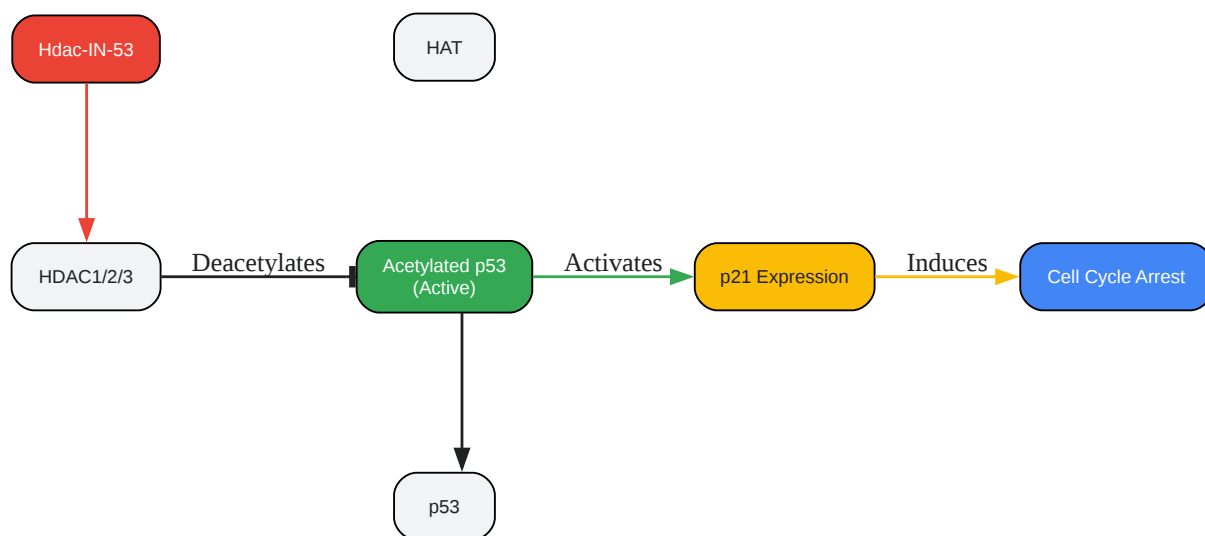 Hdac-IN-53
HAT
HDAC1/2/3
Deacetylates
Acetylated p53
(Active)
Activates
p21 Expression
Induces
Cell Cycle Arrest
p53